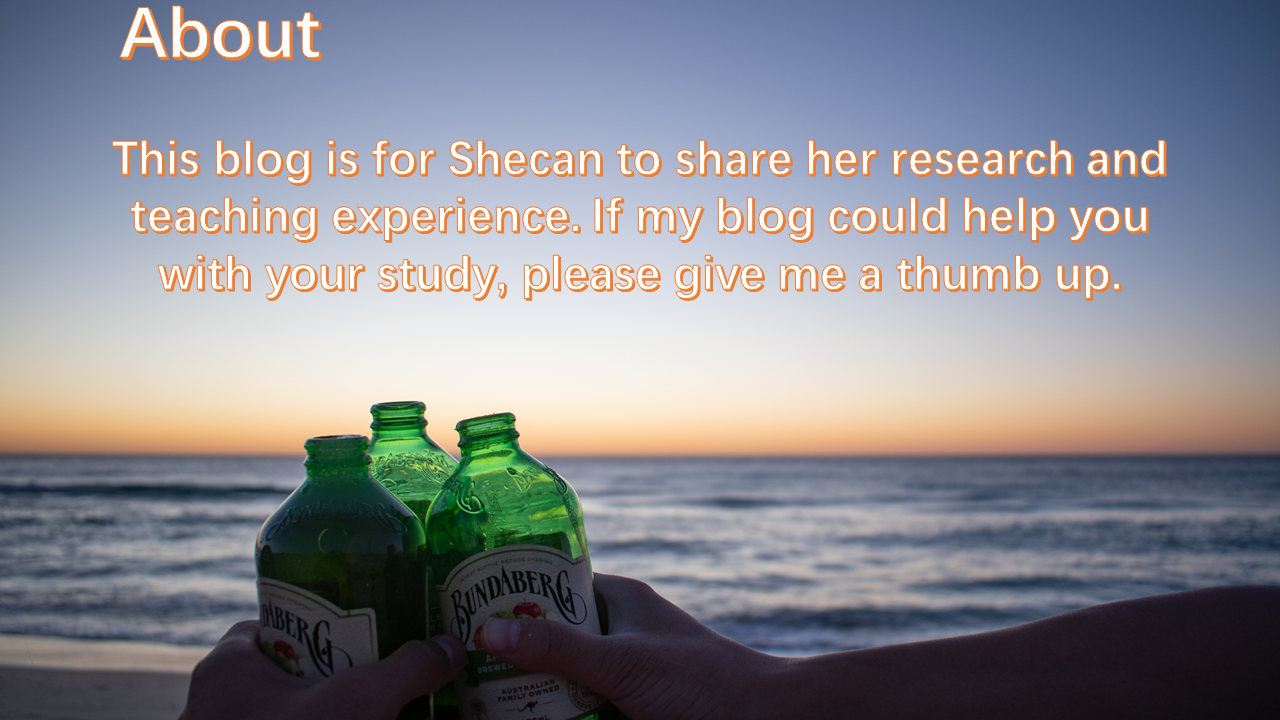 About
This blog is for Shecan to share her research and
teaching experience. If my blog could help you
with your study, please give me a thumb up.
BUNDABERG
DABERG
AUSTRALIAN
FAMILY OWNED